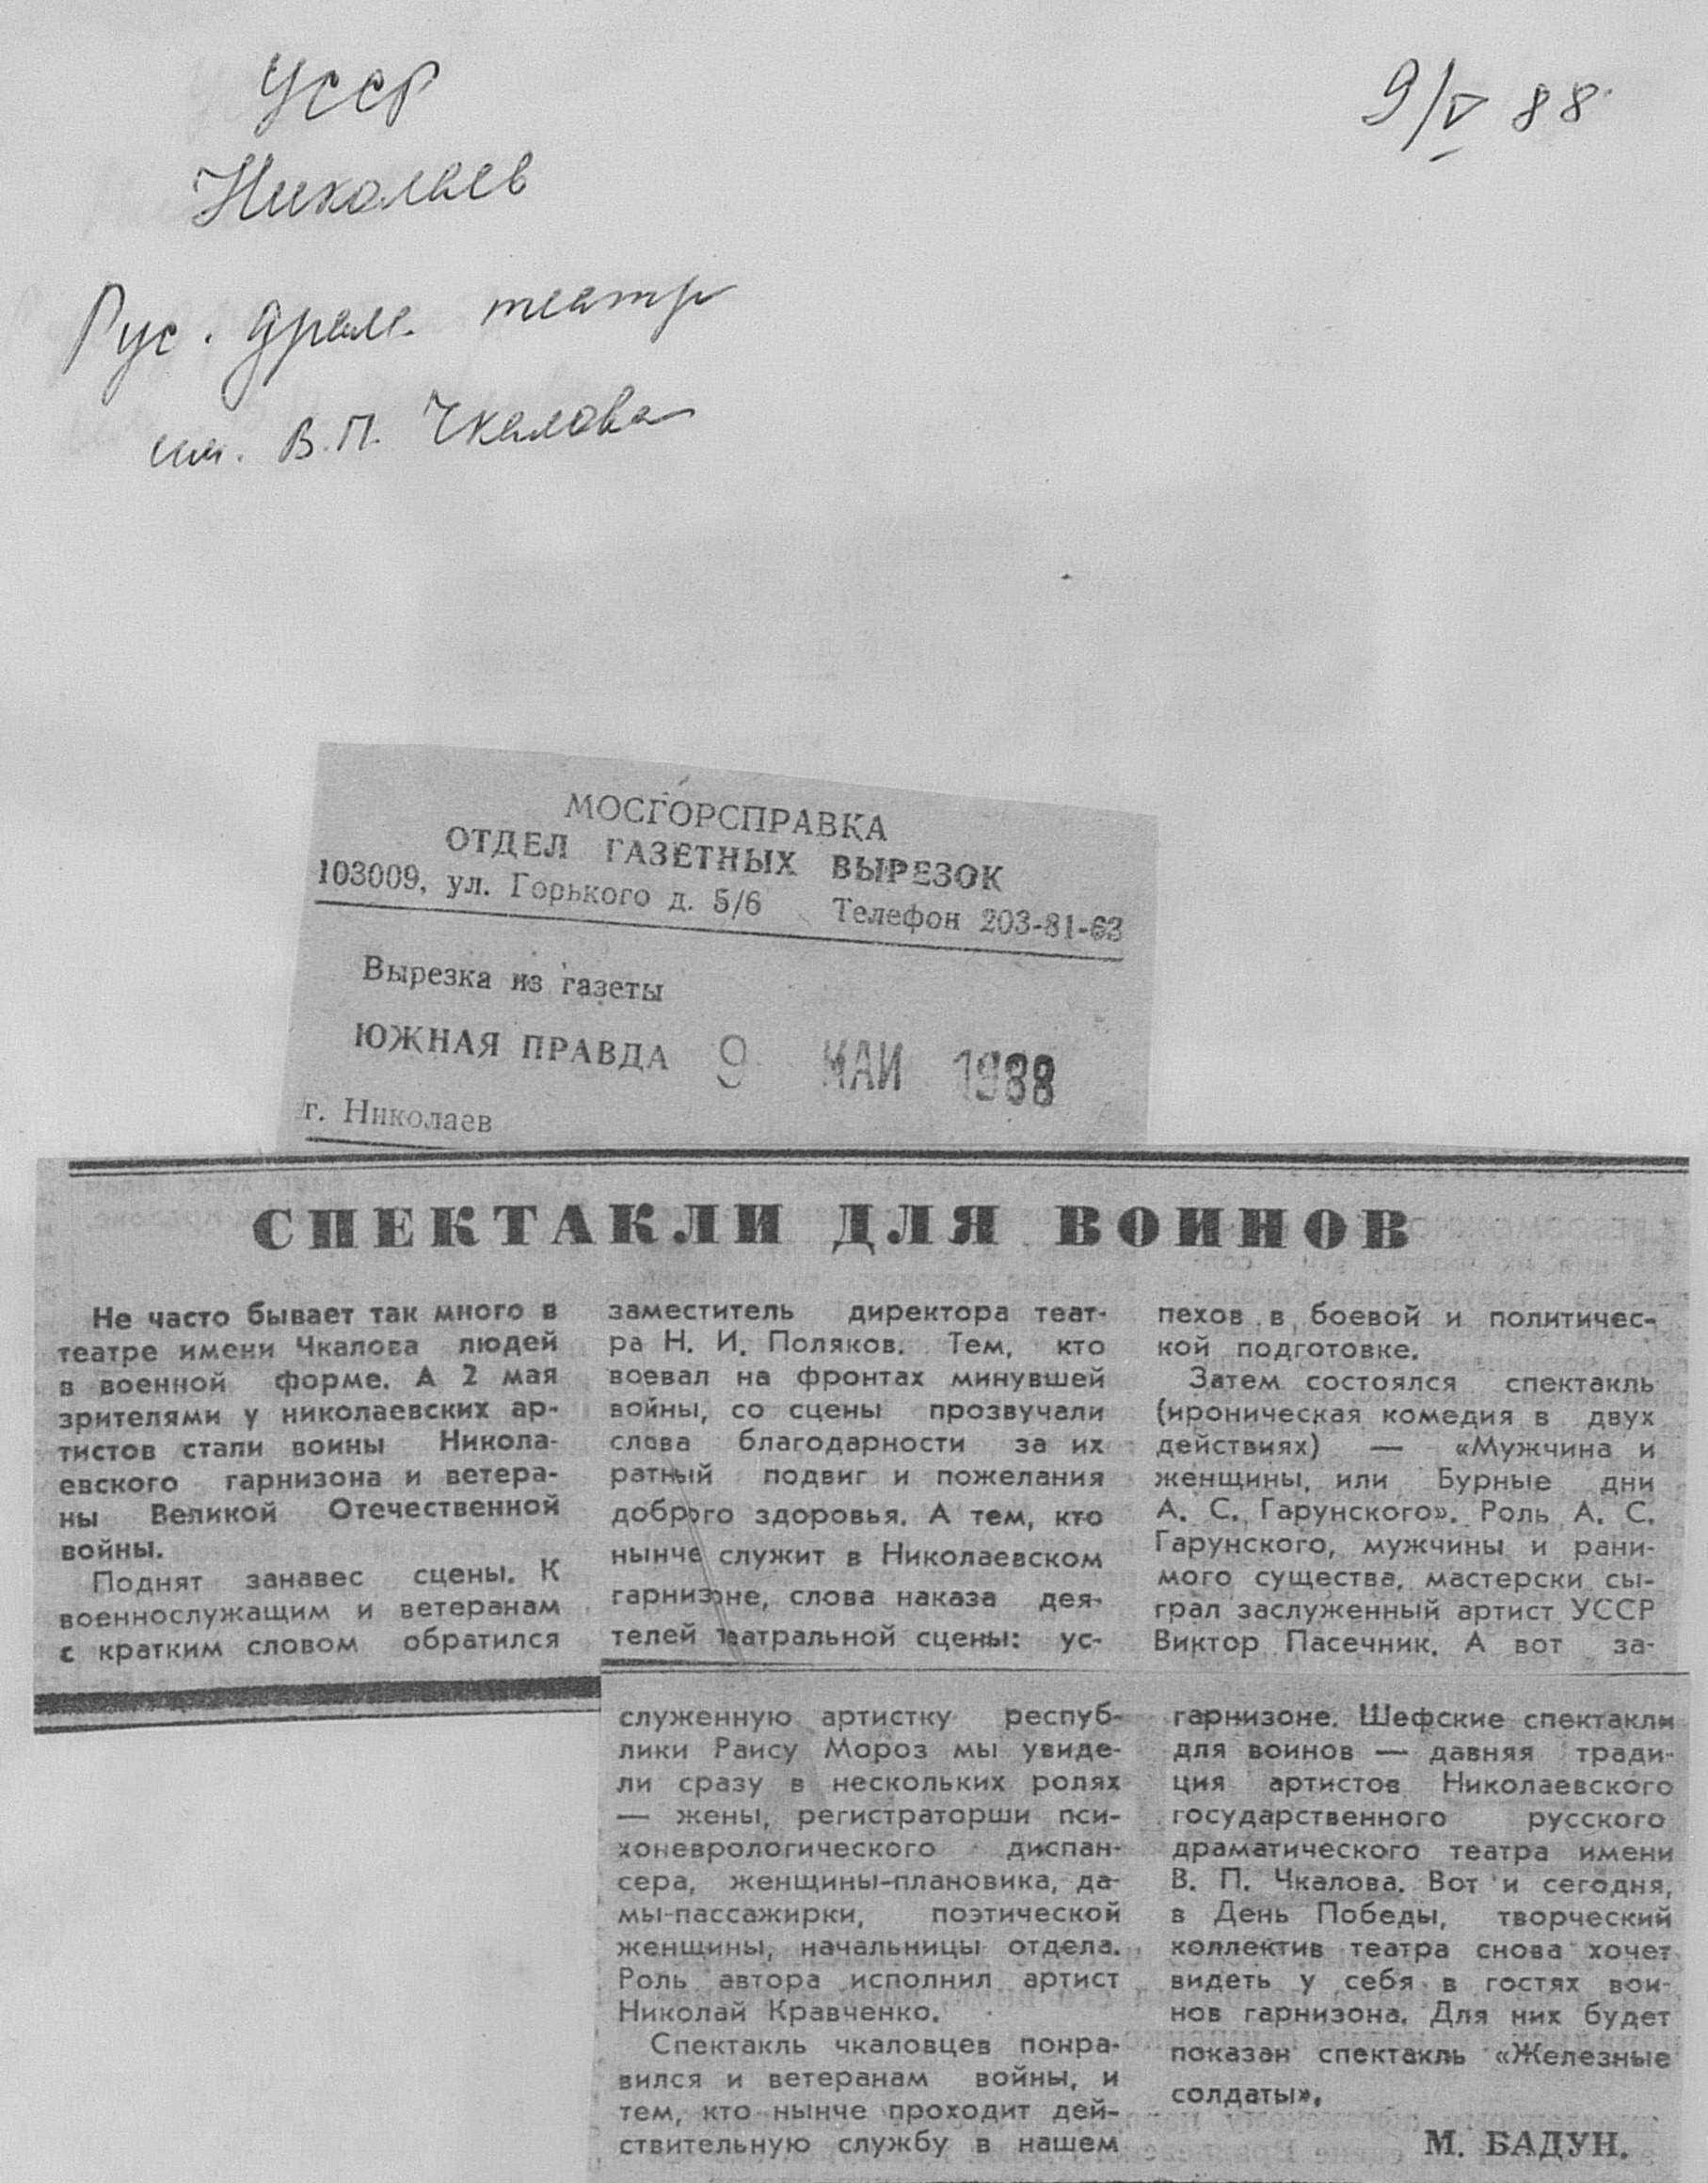 УССР
9/V 88
Николаев
Рус. драм. театр
им. В.П. Чкалова
МОСГОРСПРАВКА
ОТДЕЛ ГАЗЕТНЫХ ВЫРЕЗОК
103009, ул. Горького д. 5/6 Телефон 203-81-63
Вырезка из газеты
ЮЖНАЯ ПРАВДА 9 МАЙ 1988
г. Николаев
СПЕКТАКЛИ ДЛЯ ВОИНОВ
Не часто бывает так много в
театре имени Чкалова людей
в военной форме. А 2 мая
зрителями у николаевских ар-
тистов стали воины Никола-
евского гарнизона и ветера-
ны Великой Отечественной
войны.
Поднят занавес сцены. К
военнослужащим и ветеранам
с кратким словом обратился
заместитель директора теат-
ра Н. И. Поляков. Тем, кто
воевал на фронтах минувшей
войны, со сцены прозвучали
слова благодарности за их
ратный подвиг и пожелания
доброго здоровья. А тем, кто
нынче служит в Николаевском
гарнизоне, слова наказа дея-
телей театральной сцены: ус-
пехов в боевой и политичес-
кой подготовке.
Затем состоялся спектакль
(ироническая комедия в двух
действиях) — «Мужчина и
женщины, или Бурные дни
А. С. Гарунского». Роль А. С.
Гарунского, мужчины и рани-
мого существа, мастерски сы-
грал заслуженный артист УССР
Виктор Пасечник. А вот за-
служенную артистку респуб-
лики Раису Мороз мы увиде-
ли сразу в нескольких ролях
— жены, регистраторши пси-
хоневрологического диспан-
сера, женщины-плановика, да-
мы-пассажирки, поэтической
женщины, начальницы отдела.
Роль автора исполнил артист
Николай Кравченко.
Спектакль чкаловцев понра-
вился и ветеранам войны, и
тем, кто нынче проходит дей-
ствительную службу в нашем
гарнизоне. Шефские спектакли
для воинов — давняя тради-
ция артистов Николаевского
государственного русского
драматического театра имени
В. П. Чкалова. Вот и сегодня,
в День Победы, творческий
коллектив театра снова хочет
видеть у себя в гостях вои-
нов гарнизона. Для них будет
показан спектакль «Железные
солдаты».
М. БАДУН.